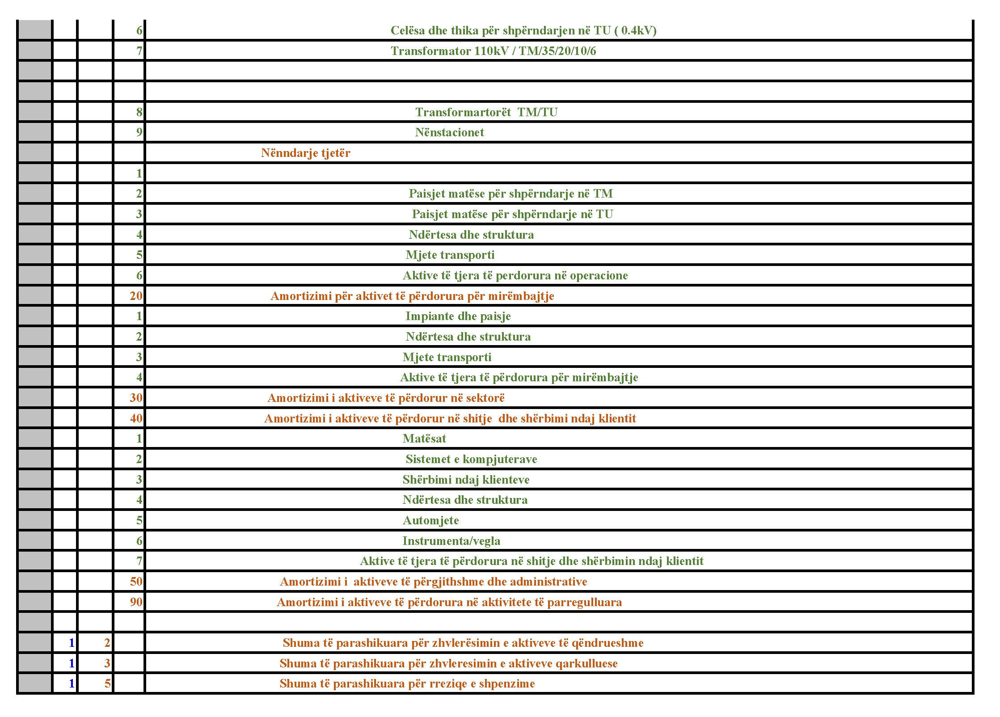 6 Celësa dhe thika për shpërndarjen në TU ( 0.4kV)
7 Transformator 110kV / TM/35/20/10/6
8 Transformartorët  TM/TU
9 Nënstacionet
Nënndarje tjetër
1
2 Paisjet matëse për shpërndarje në TM
3 Paisjet matëse për shpërndarje në TU
4 Ndërtesa dhe struktura
5 Mjete transporti
6 Aktive të tjera të perdorura në operacione
20 Amortizimi për aktivet të përdorura për mirëmbajtje
1 Impiante dhe paisje
2 Ndërtesa dhe struktura
3 Mjete transporti
4 Aktive të tjera të përdorura për mirëmbajtje
30 Amortizimi i aktiveve të përdorur në sektorë
40 Amortizimi i aktiveve të përdorur në shitje  dhe shërbimi ndaj klientit
1 Matësat
2 Sistemet e kompjuterave
3 Shërbimi ndaj klienteve
4 Ndërtesa dhe struktura
5 Automjete
6 Instrumenta/vegla
7 Aktive të tjera të përdorura në shitje dhe shërbimin ndaj klientit
50 Amortizimi i  aktiveve të përgjithshme dhe administrative
90 Amortizimi i aktiveve të përdorura në aktivitete të parregulluara
1 2 Shuma të parashikuara për zhvlerësimin e aktiveve të qëndrueshme
1 3 Shuma të parashikuara për zhvleresimin e aktiveve qarkulluese
1 5 Shuma të parashikuara për rreziqe e shpenzime